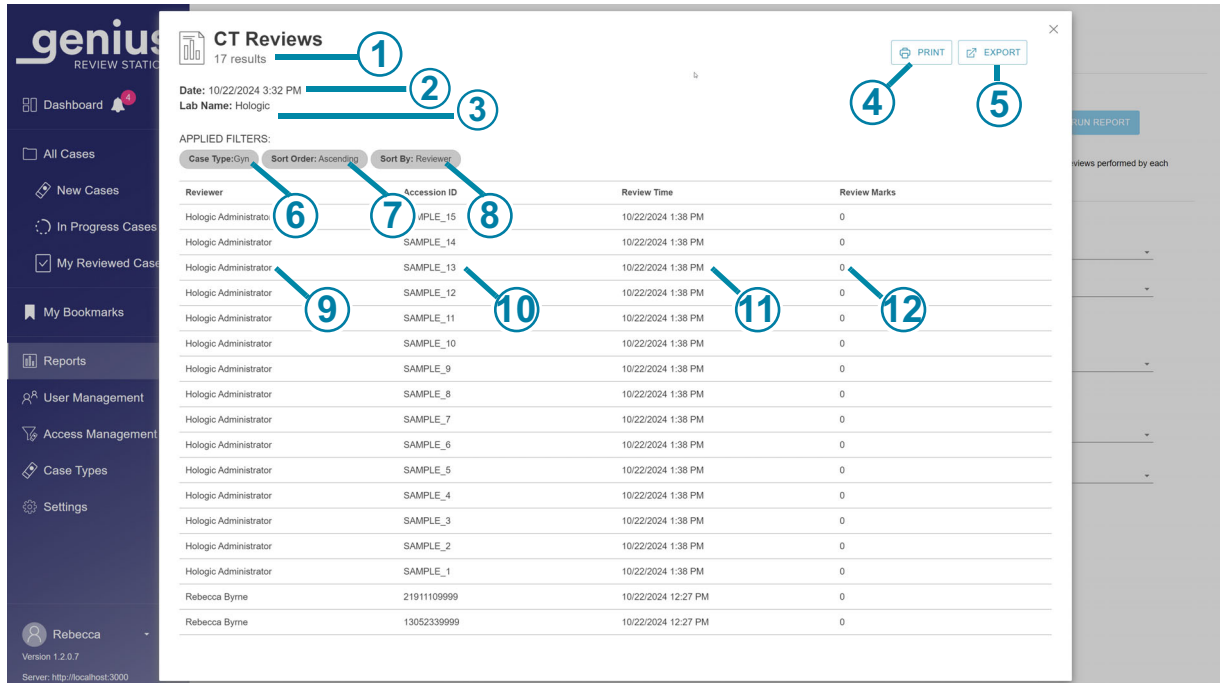 genius
REVIEW STATIO
Dashboard
4
All Cases
New Cases
In Progress Cases
My Reviewed Case
My Bookmarks
Reports
User Management
Access Management
Case Types
Settings
Rebecca
Version 1.2.0.7
Server: http://localhost:3000
CT Reviews
17 results
1
PRINT
EXPORT
Date: 10/22/2024 3:32 PM
2
Lab Name: Hologic
3
4
5
APPLIED FILTERS:
Case Type:Gyn
Sort Order: Ascending
Sort By: Reviewer
6
7
8
Reviewer Accession ID Review Time Review Marks
Hologic Administrator MPLE_15 10/22/2024 1:38 PM 0
Hologic Administrator SAMPLE_14 10/22/2024 1:38 PM 0
Hologic Administrator SAMPLE_13 10/22/2024 1:38 PM 0
9
10
11
12
Hologic Administrator SAMPLE_12 10/22/2024 1:38 PM 0
Hologic Administrator SAMPLE_11 10/22/2024 1:38 PM 0
Hologic Administrator SAMPLE_10 10/22/2024 1:38 PM 0
Hologic Administrator SAMPLE_9 10/22/2024 1:38 PM 0
Hologic Administrator SAMPLE_8 10/22/2024 1:38 PM 0
Hologic Administrator SAMPLE_7 10/22/2024 1:38 PM 0
Hologic Administrator SAMPLE_6 10/22/2024 1:38 PM 0
Hologic Administrator SAMPLE_5 10/22/2024 1:38 PM 0
Hologic Administrator SAMPLE_4 10/22/2024 1:38 PM 0
Hologic Administrator SAMPLE_3 10/22/2024 1:38 PM 0
Hologic Administrator SAMPLE_2 10/22/2024 1:38 PM 0
Hologic Administrator SAMPLE_1 10/22/2024 1:38 PM 0
Rebecca Byrne 21911109999 10/22/2024 12:27 PM 0
Rebecca Byrne 13052339999 10/22/2024 12:27 PM 0
RUN REPORT
views performed by each